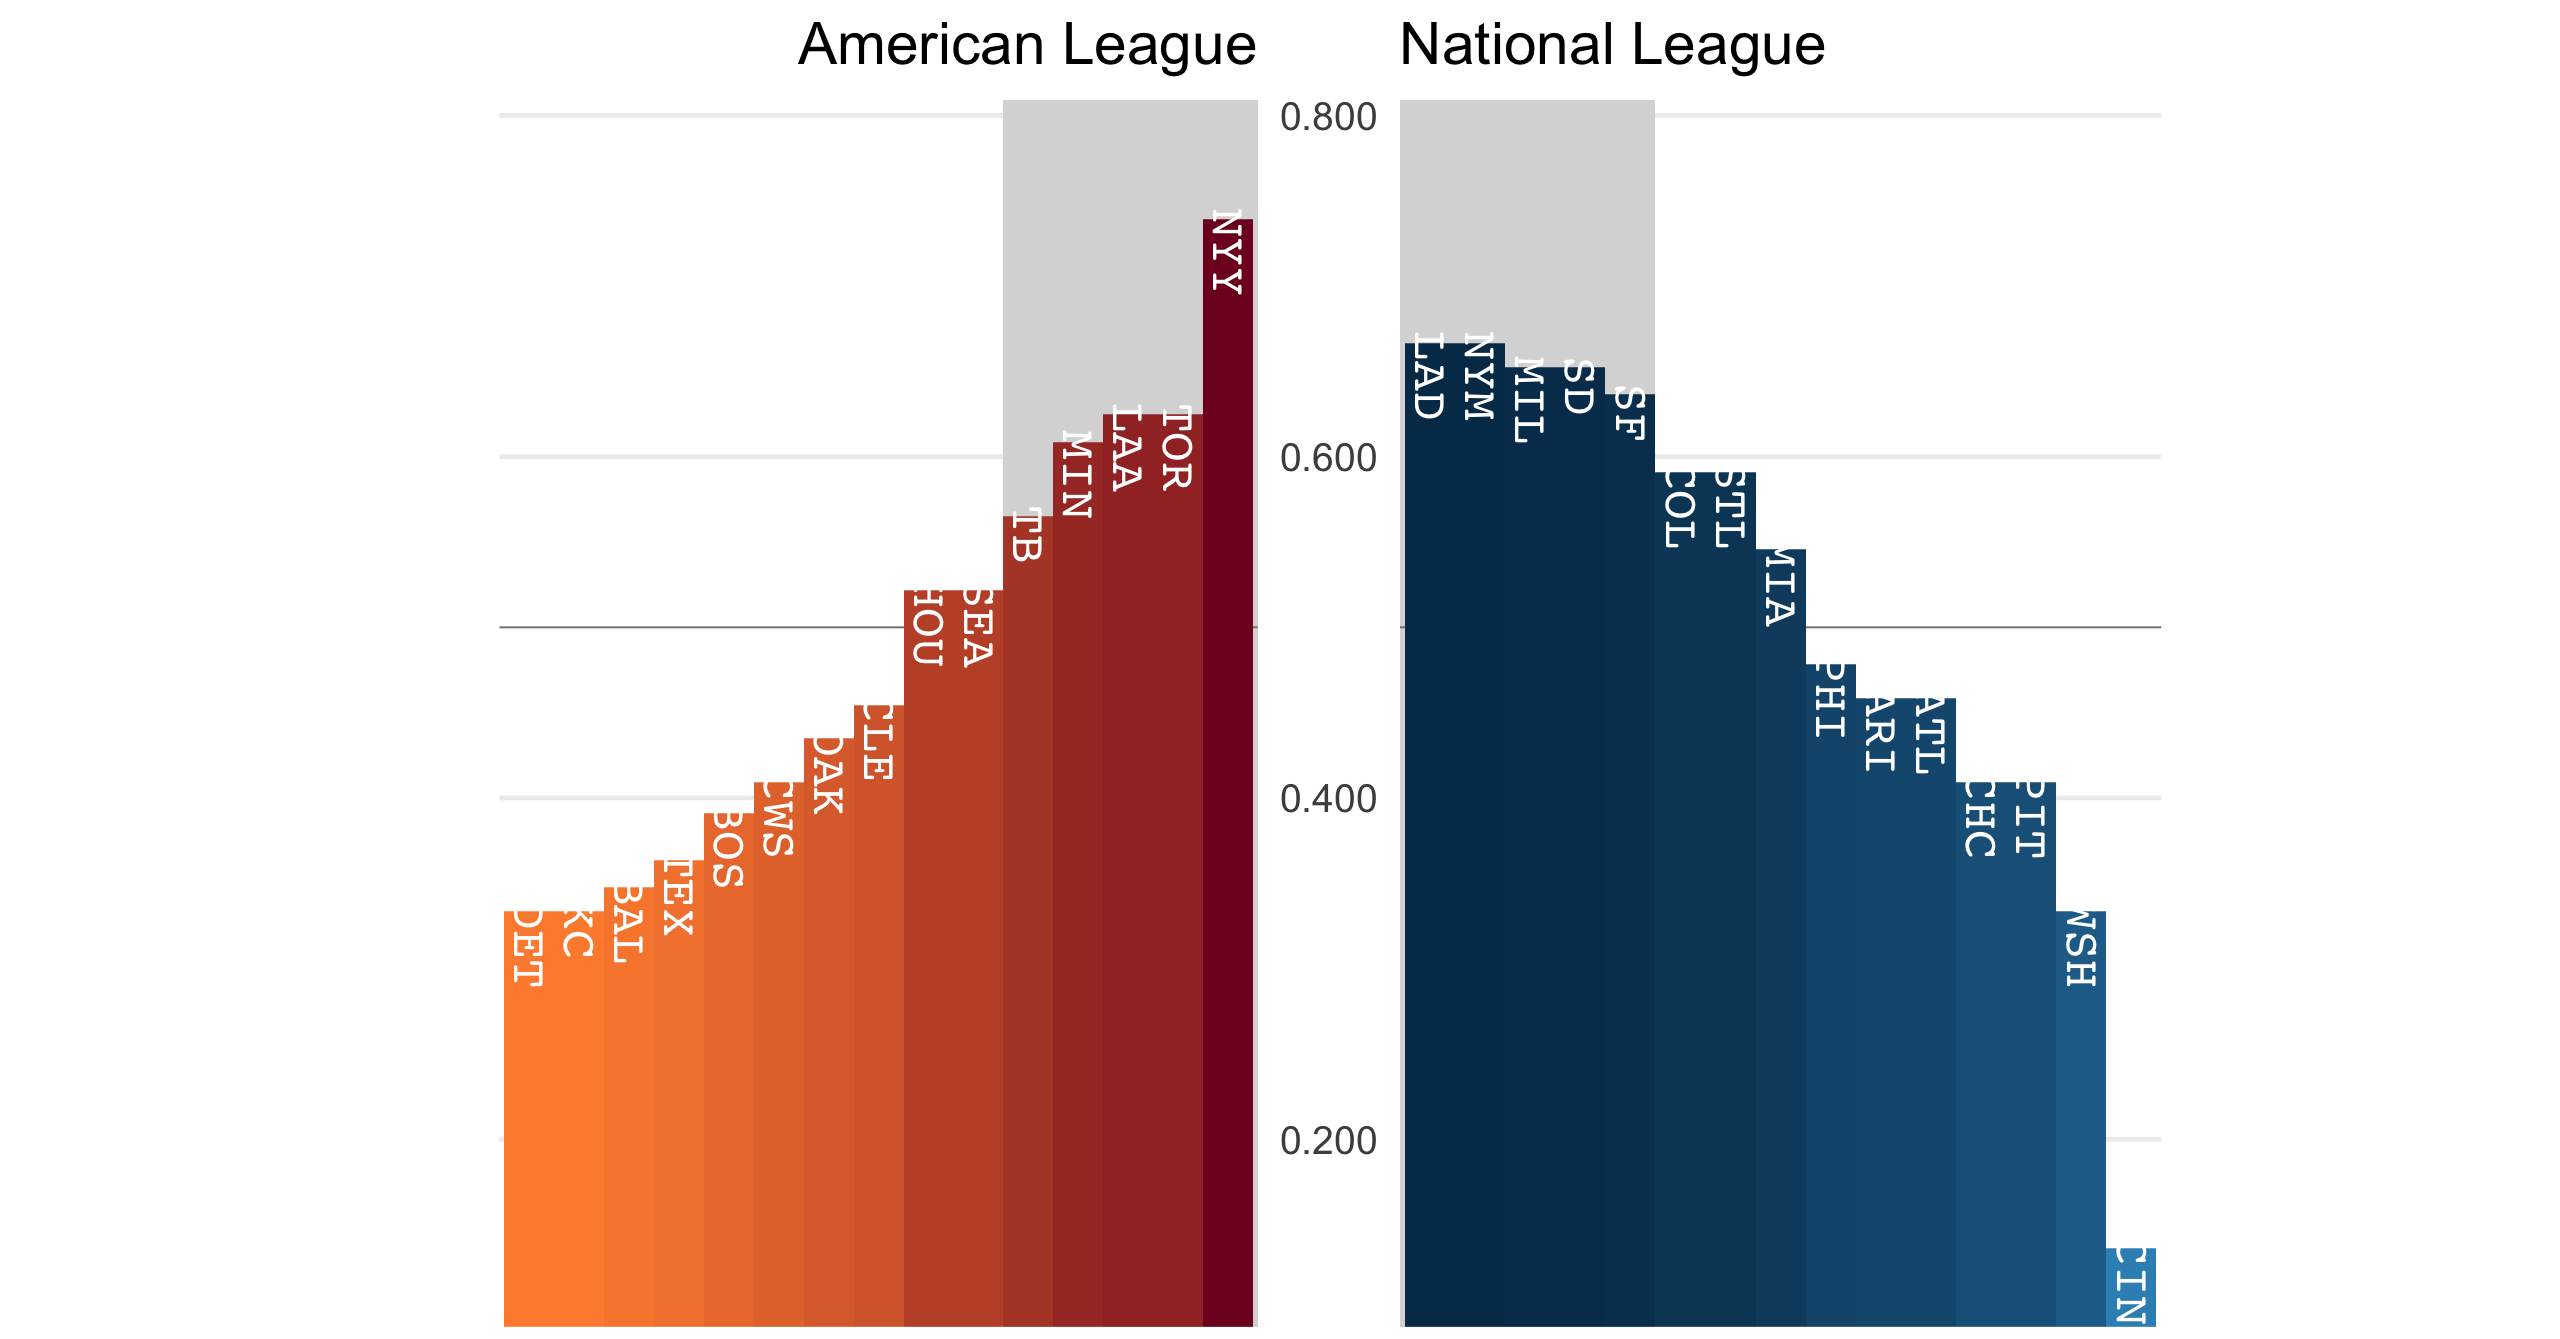 American League
National League
0.800
0.600
0.400
0.200
DET
KC
BAL
TEX
BOS
CWS
OAK
CLE
HOU
SEA
TB
MIN
LAA
TOR
NYY
LAD
NYM
MIL
SD
SF
COL
STL
MIA
PHI
ARI
ATL
CHC
PIT
WSH
CIN